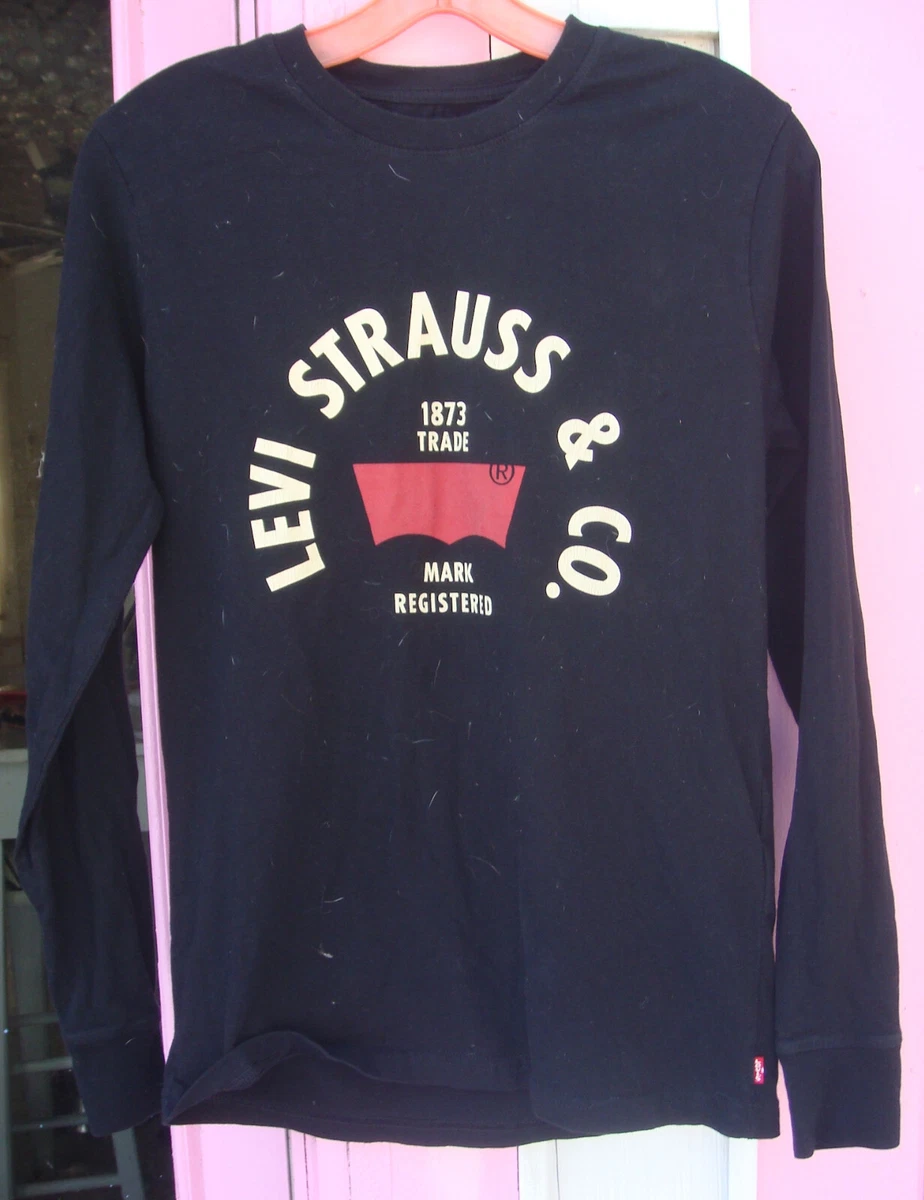 LEVI STRAUSS & CO.
1873
TRADE
®
MARK
REGISTERED